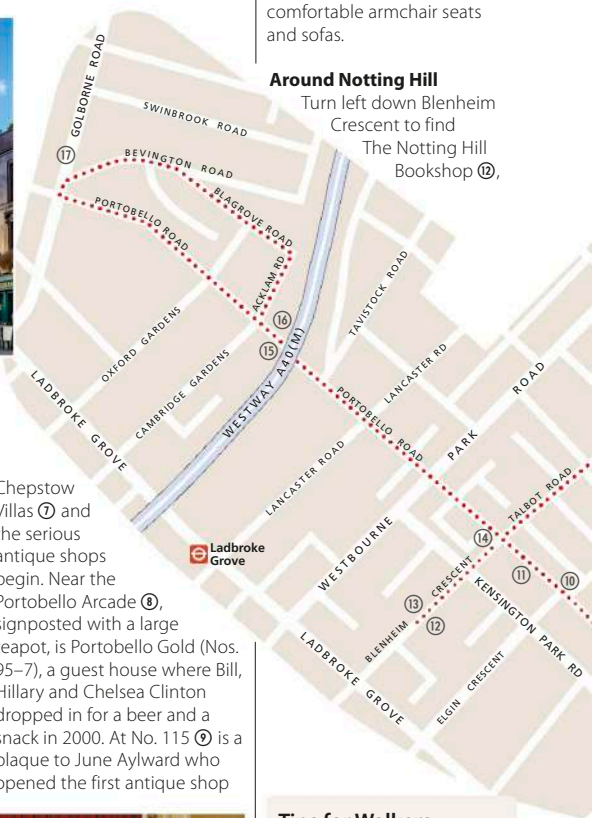 comfortable armchair seats
and sofas.
Around Notting Hill
Turn left down Blenheim
Crescent to find
The Notting Hill
Bookshop ⑫,
GOLBORNE ROAD
SWINBROOK ROAD
⑰
BEVINGTON ROAD
BLAGROVE ROAD
PORTOBELLO ROAD
ACKLAM RD
⑯
⑮
TAVISTOCK ROAD
OXFORD GARDENS
CAMBRIDGE GARDENS
WESTWAY A40(M)
LADBROKE GROVE
LANCASTER RD
PORTOBELLO ROAD
ROAD
PARK
LANCASTER ROAD
TALBOT ROAD
WESTBOURNE
Ladbroke
Grove
⑭
⑪
⑩
⑬
⑫
BLENHEIM CRESCENT
KENSINGTON PARK RD
LADBROKE GROVE
ELGIN CRESCENT
Chepstow
Villas ⑦ and
the serious
antique shops
begin. Near the
Portobello Arcade ⑧,
signposted with a large
teapot, is Portobello Gold (Nos.
95–7), a guest house where Bill,
Hillary and Chelsea Clinton
dropped in for a beer and a
snack in 2000. At No. 115 ⑨ is a
plaque to June Aylward who
opened the first antique shop